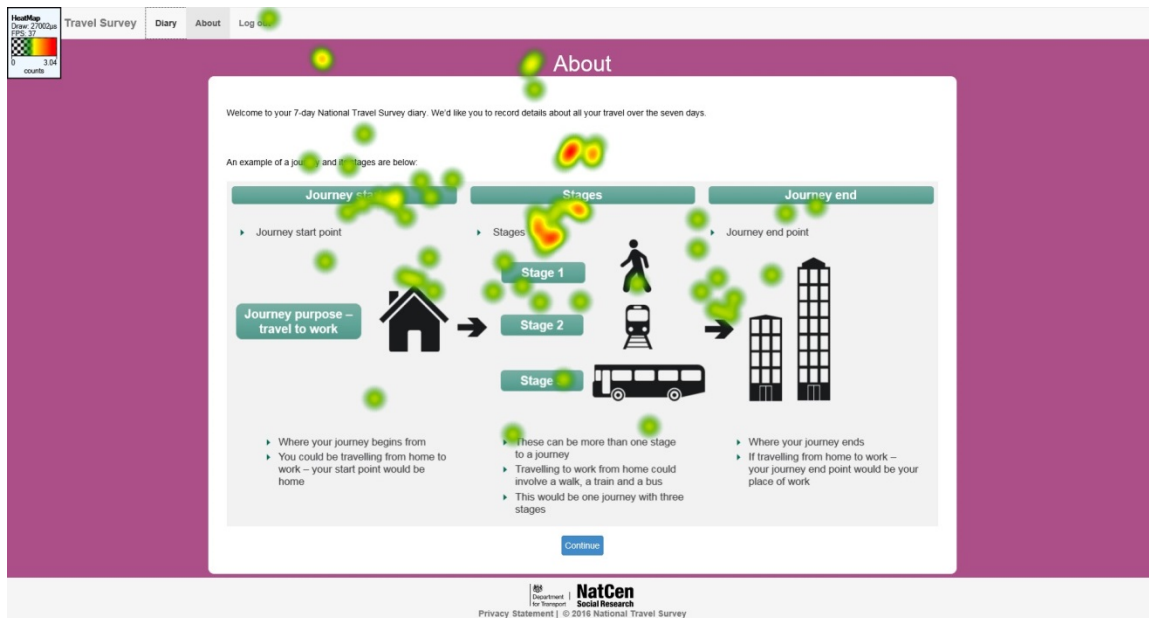 HeatMap
Draw: 27002µs
FPS: 37
0 3.04
counts
Travel Survey Diary About Log out
About
Welcome to your 7-day National Travel Survey diary. We'd like you to record details about all your travel over the seven days.
An example of a journey and its stages are below:
Journey start Stages Journey end
Journey start point
Stages
Journey end point
Stage 1
Journey purpose –
travel to work
Stage 2
Stage
Where your journey begins from
You could be travelling from home to
work – your start point would be
home
These can be more than one stage
to a journey
Travelling to work from home could
involve a walk, a train and a bus
This would be one journey with three
stages
Where your journey ends
If travelling from home to work –
your journey end point would be your
place of work
Continue
Department
for Transport
NatCen
Social Research
Privacy Statement | © 2016 National Travel Survey